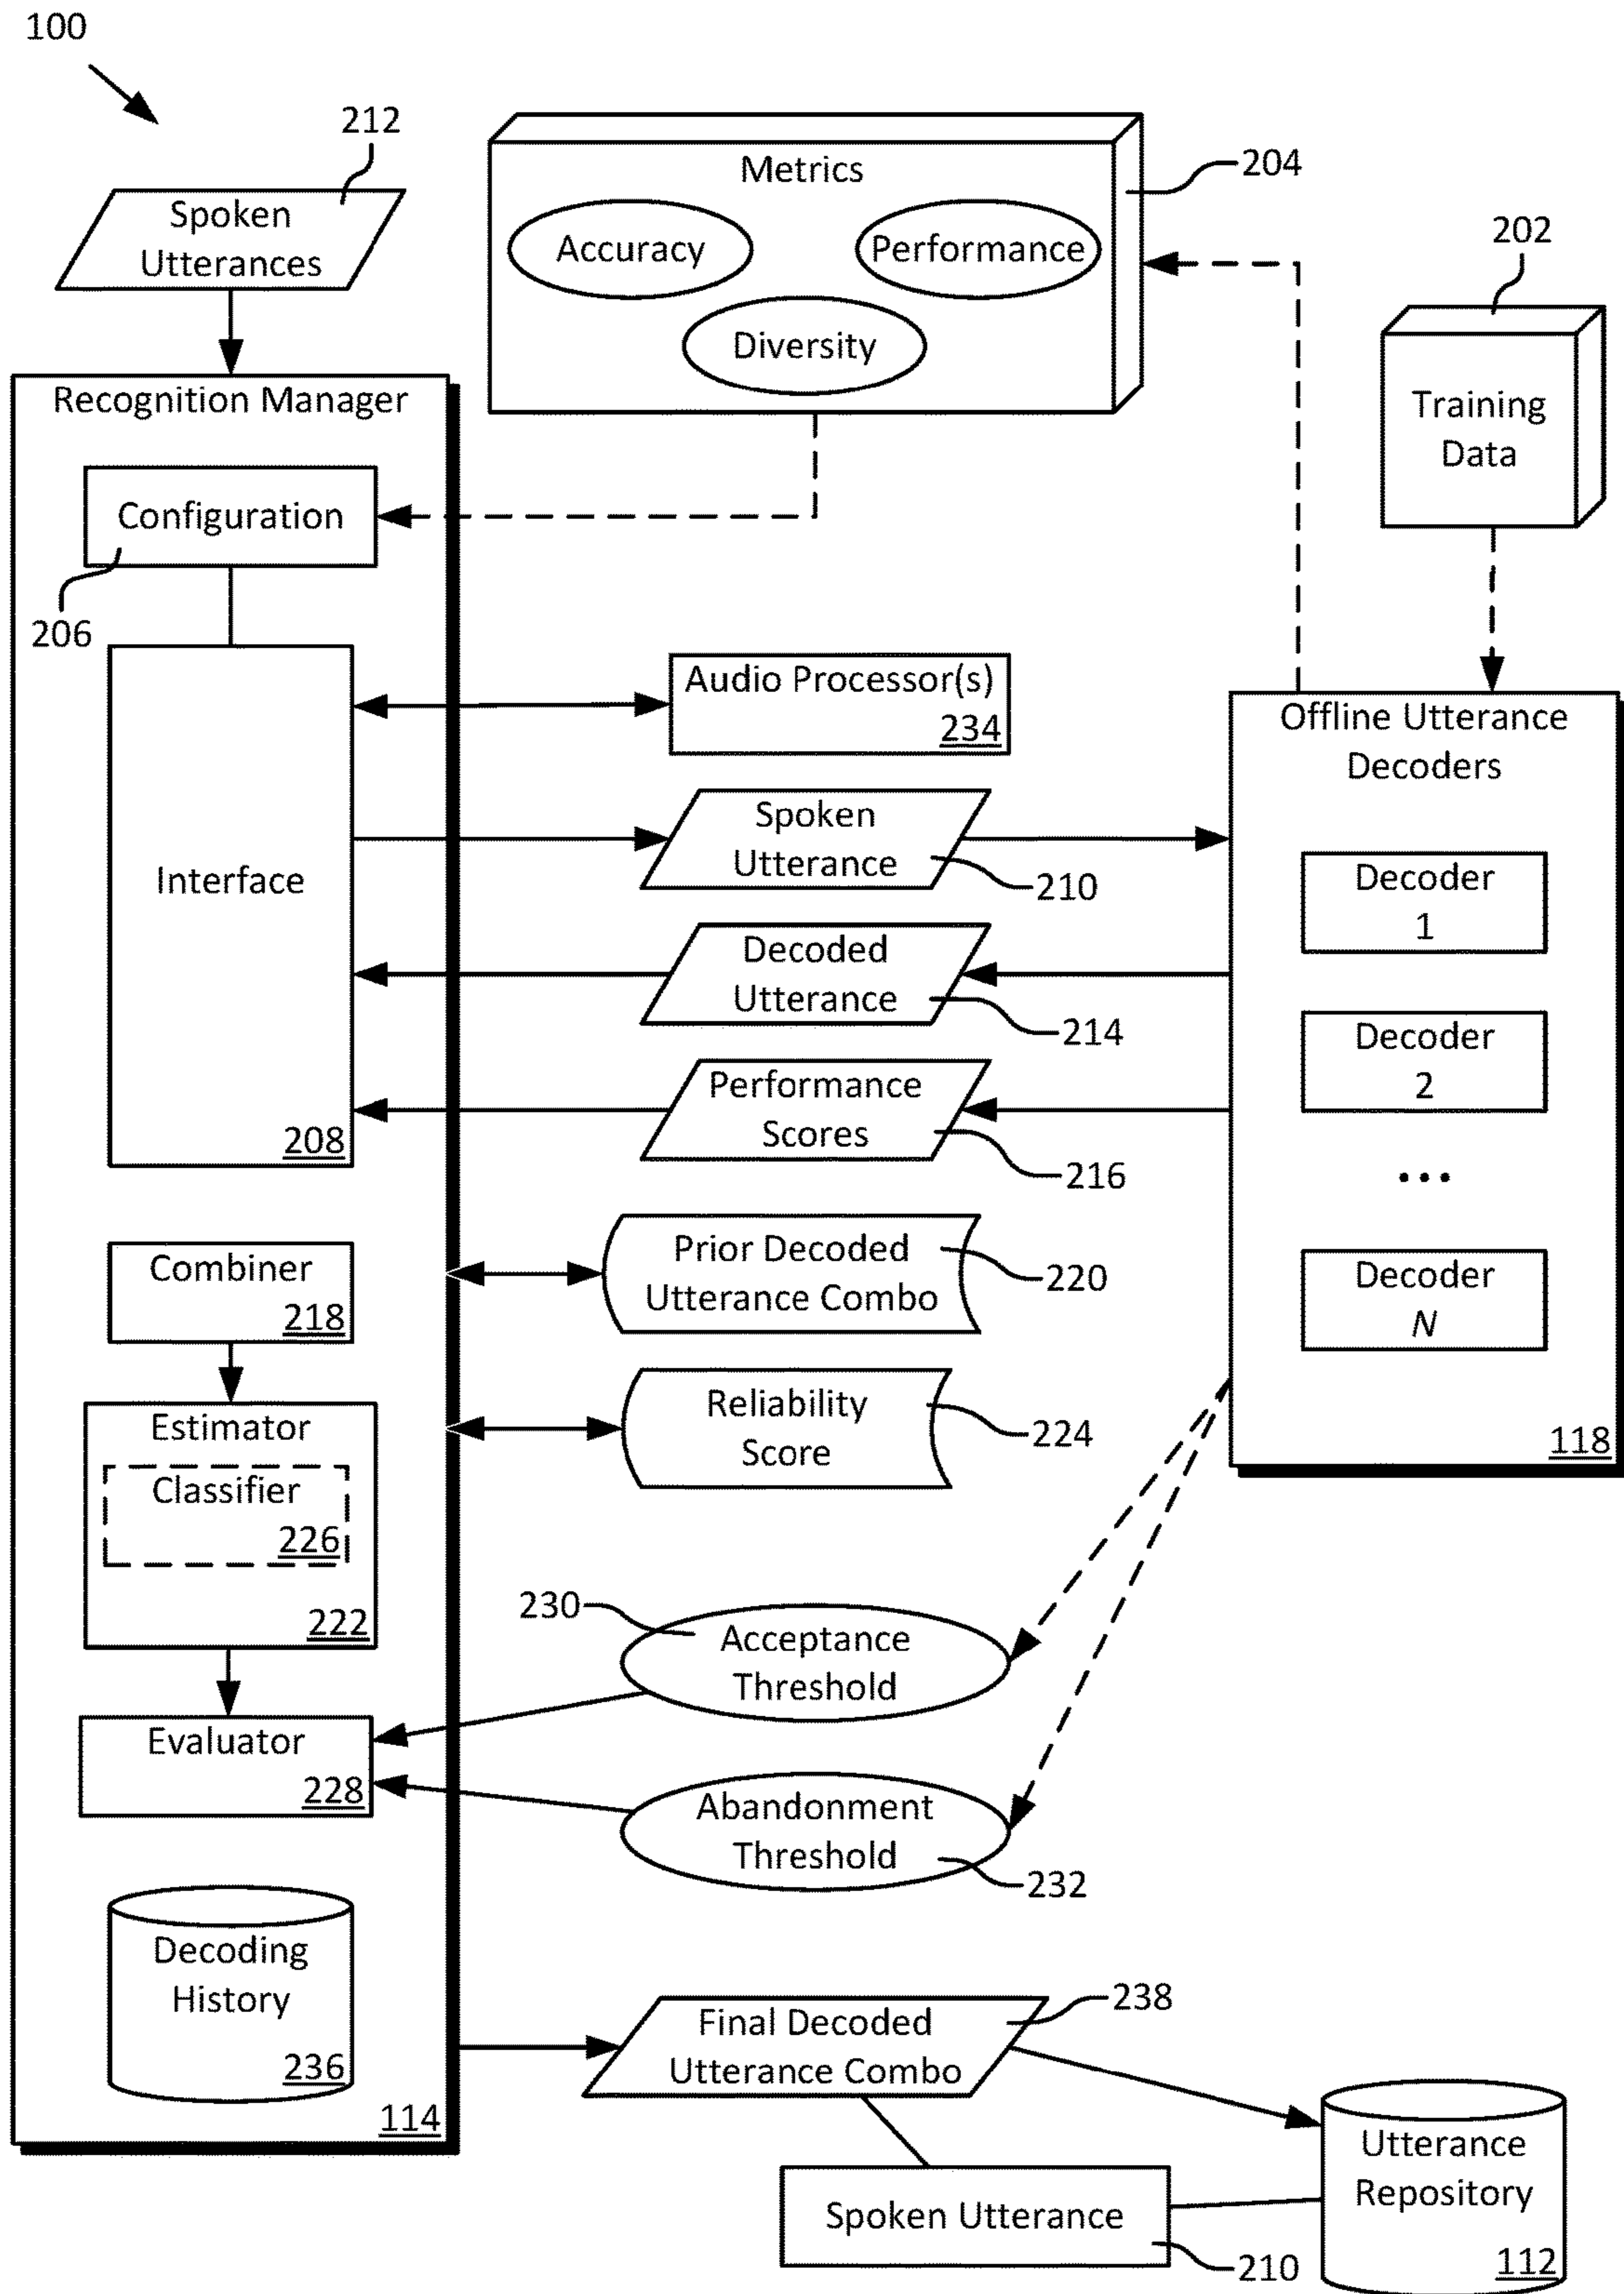 100
212
Spoken
Utterances
Metrics
204
Accuracy
Performance
Diversity
202
Training
Data
Recognition Manager
Configuration
206
Interface
208
Audio Processor(s)
234
Spoken
Utterance
210
Decoded
Utterance
214
Performance
Scores
216
Offline Utterance
Decoders
Decoder
1
Decoder
2
...
Decoder
N
118
Combiner
218
Prior Decoded
Utterance Combo
220
Estimator
Classifier
226
222
Reliability
Score
224
230
Acceptance
Threshold
Evaluator
228
Abandonment
Threshold
232
Decoding
History
236
114
238
Final Decoded
Utterance Combo
Spoken Utterance
210
Utterance
Repository
112